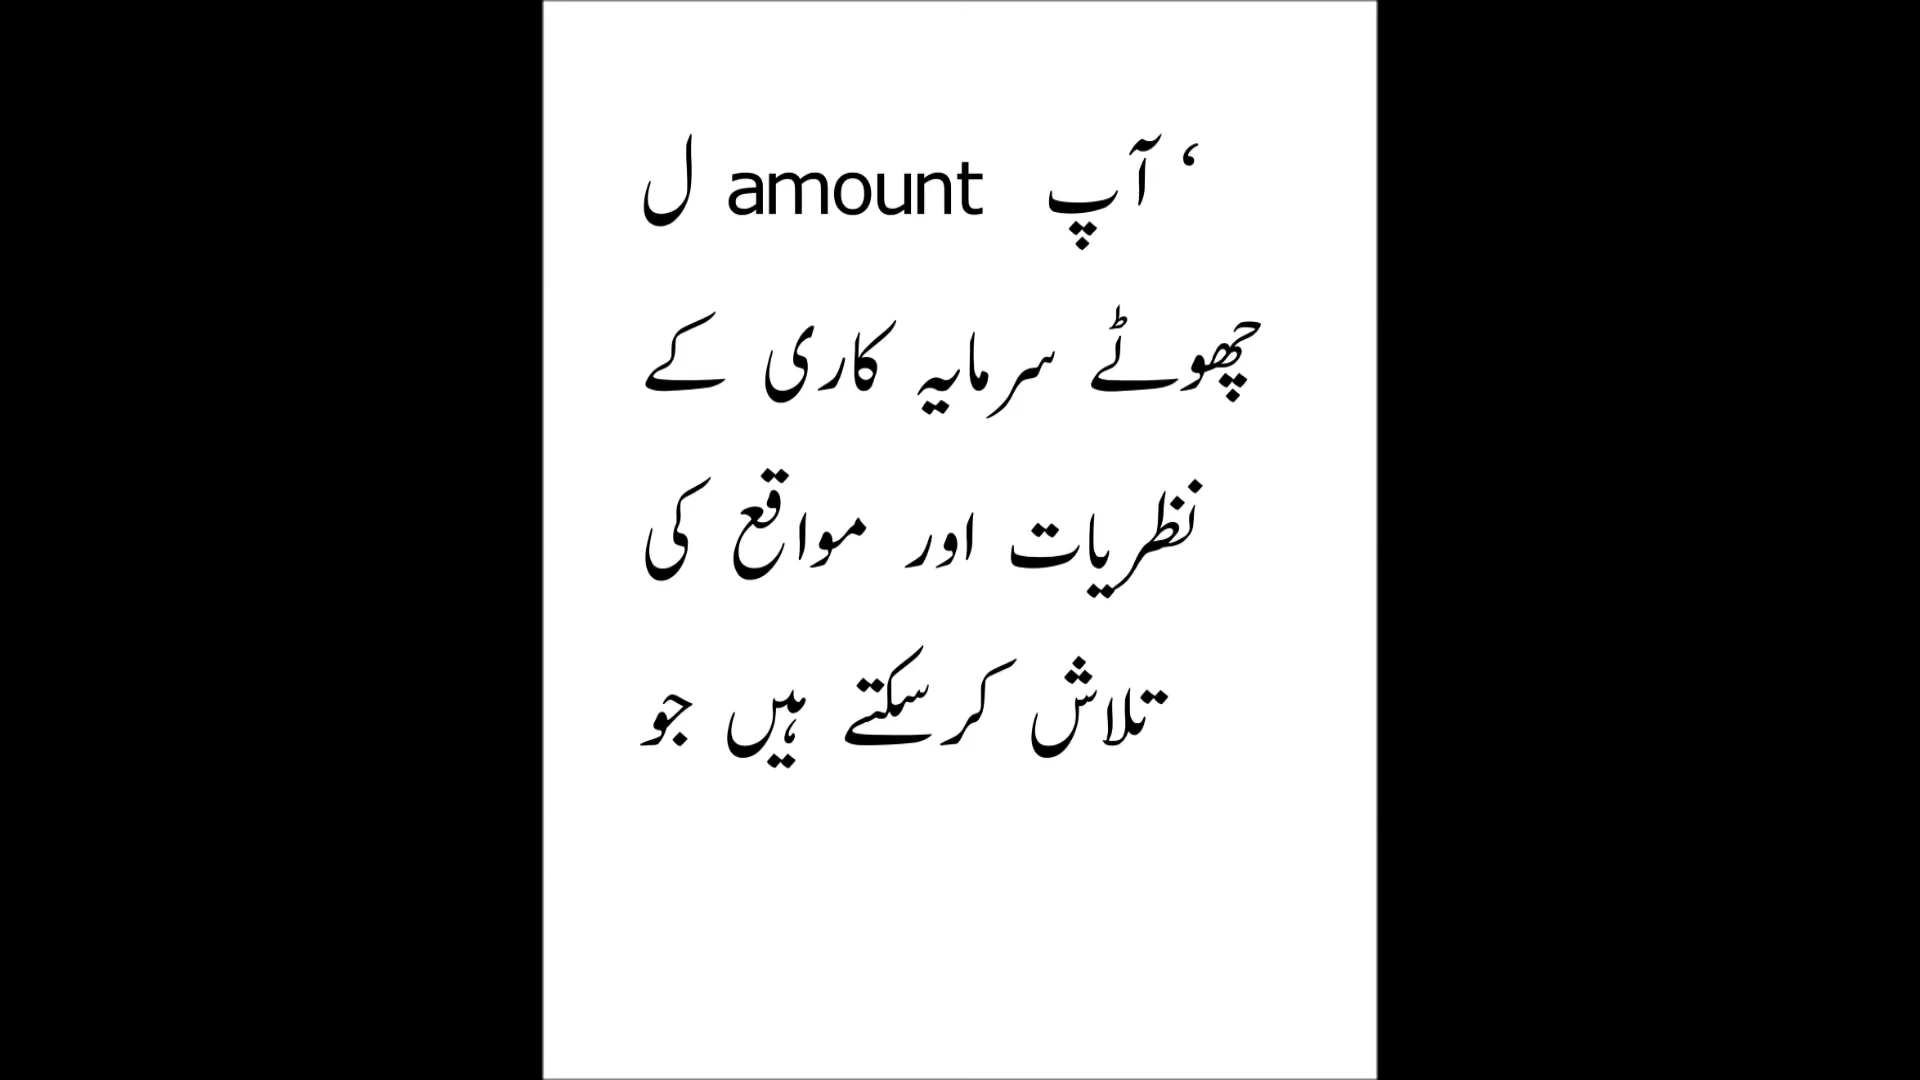 ‘ آپ amount ل
چھوٹے سرمایہ کاری کے
نظریات اور مواقع کی
تلاش کرسکتے ہیں جو